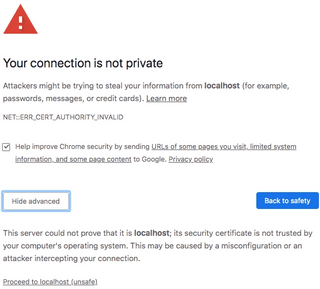 Your connection is not private
Attackers might be trying to steal your information from localhost (for example,
passwords, messages, or credit cards). Learn more
NET::ERR_CERT_AUTHORITY_INVALID
Help improve Chrome security by sending URLs of some pages you visit, limited system
information, and some page content to Google. Privacy policy
Hide advanced
Back to safety
This server could not prove that it is localhost; its security certificate is not trusted by
your computer's operating system. This may be caused by a misconfiguration or an
attacker intercepting your connection.
Proceed to localhost (unsafe)